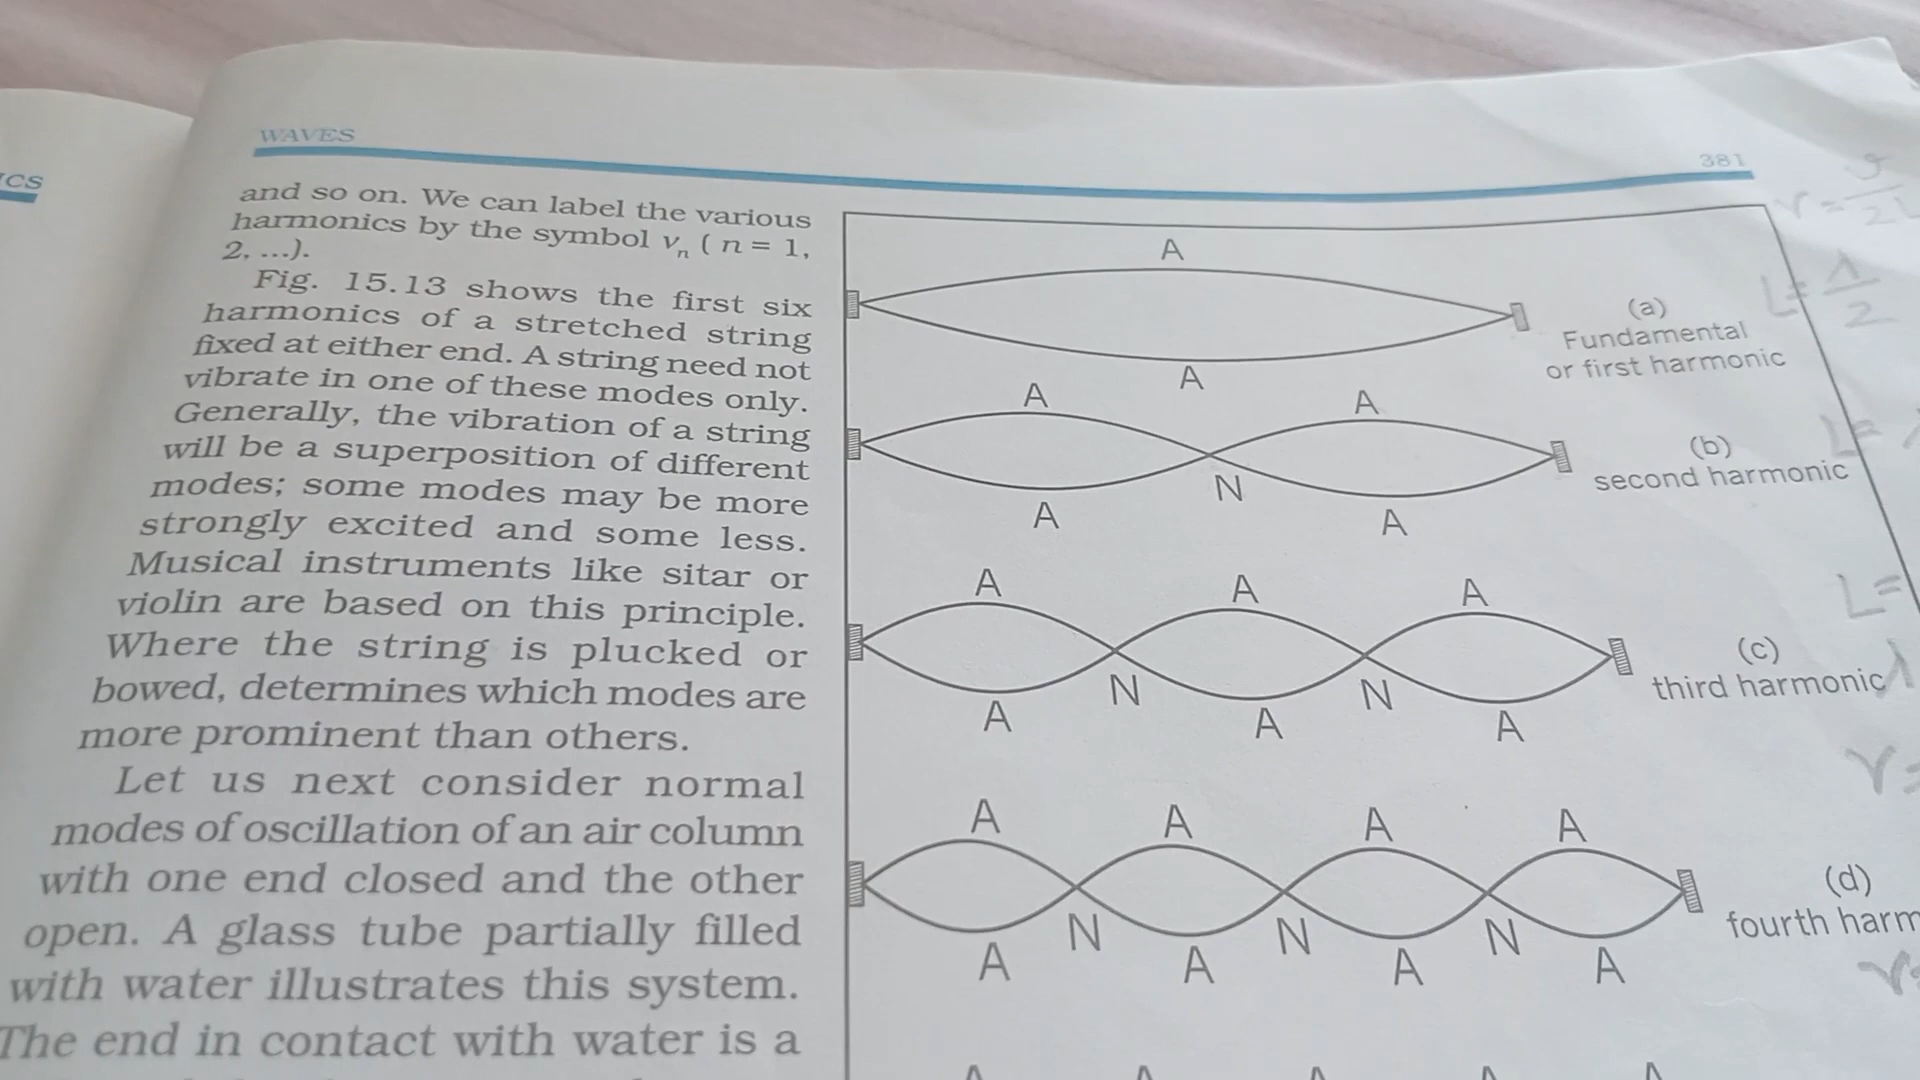 WAVES
381
CS
and so on. We can label the various
harmonics by the symbol νₙ ( n = 1,
2, ...).
Fig. 15.13 shows the first six
harmonics of a stretched string
fixed at either end. A string need not
vibrate in one of these modes only.
Generally, the vibration of a string
will be a superposition of different
modes; some modes may be more
strongly excited and some less.
Musical instruments like sitar or
violin are based on this principle.
Where the string is plucked or
bowed, determines which modes are
more prominent than others.
Let us next consider normal
modes of oscillation of an air column
with one end closed and the other
open. A glass tube partially filled
with water illustrates this system.
The end in contact with water is a
A
A
(a)
Fundamental
or first harmonic
A A
N
A A
(b)
second harmonic
A A A
N N
A A A
(c)
third harmonic
A A A A
N N N
A A A A
(d)
fourth harm
A A A A A
L = λ/2
L=
L=